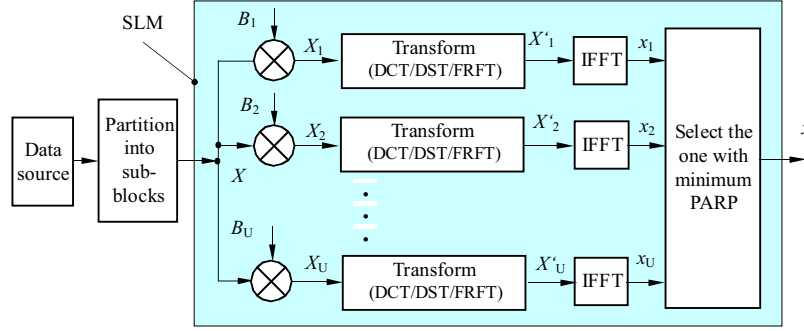 SLM
B1
X1
Transform
(DCT/DST/FRFT)
X'1
IFFT
x1
B2
X2
Transform
(DCT/DST/FRFT)
X'2
IFFT
x2
Data
source
Partition
into
sub-
blocks
X
Select the
one with
minimum
PARP
x
BU
XU
Transform
(DCT/DST/FRFT)
X'U
IFFT
xU